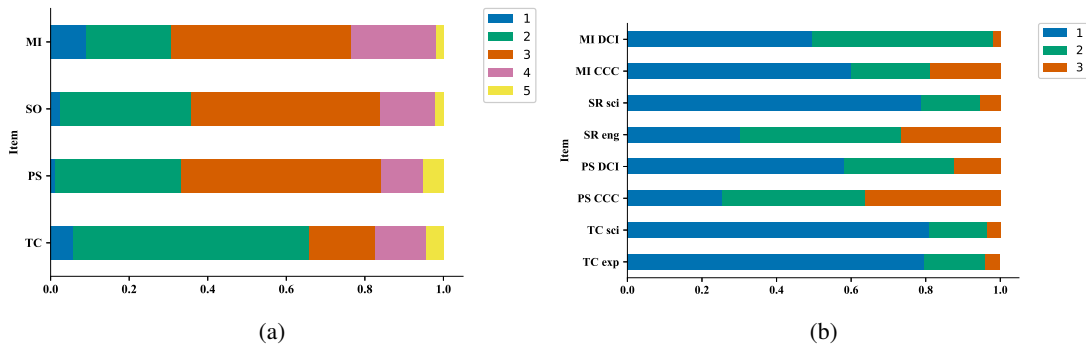 1
2
3
4
5
MI
SO
PS
TC
Item
0.0 0.2 0.4 0.6 0.8 1.0
(a)
1
2
3
MI DCI
MI CCC
SR sci
SR eng
PS DCI
PS CCC
TC sci
TC exp
Item
0.0 0.2 0.4 0.6 0.8 1.0
(b)